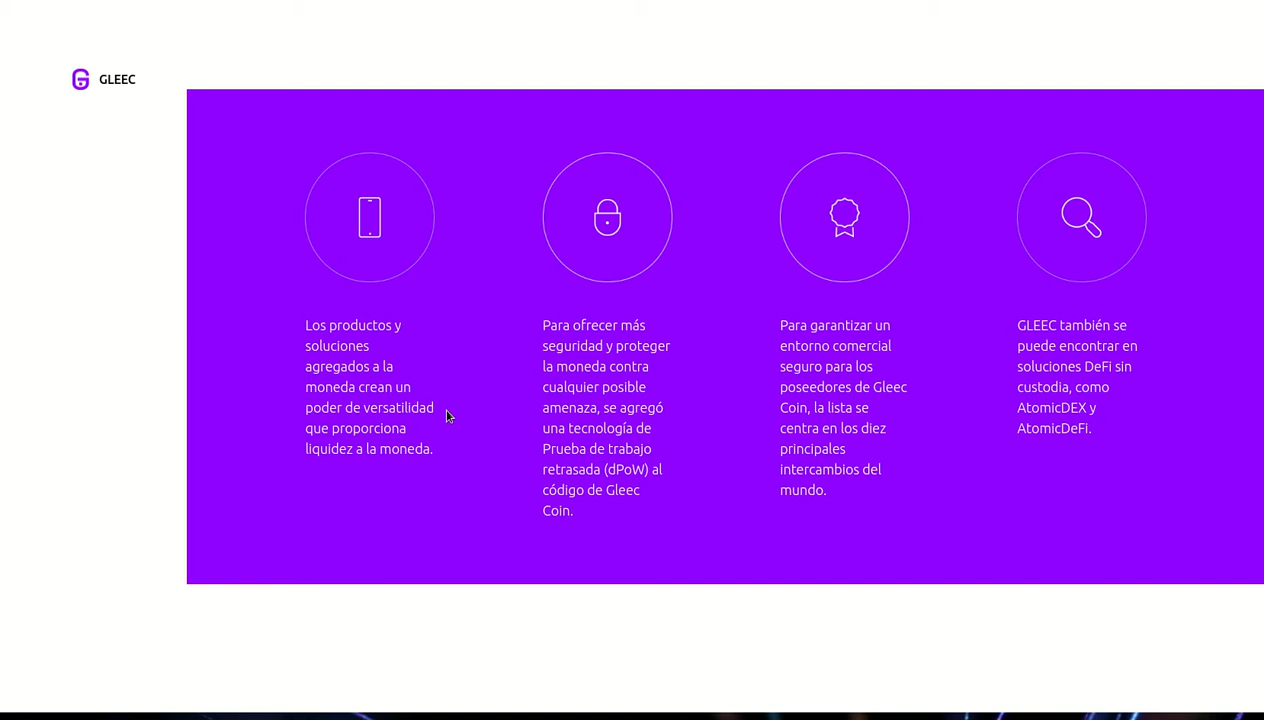 GLEEC
Los productos y
soluciones
agregados a la
moneda crean un
poder de versatilidad
que proporciona
liquidez a la moneda.
Para ofrecer más
seguridad y proteger
la moneda contra
cualquier posible
amenaza, se agregó
una tecnología de
Prueba de trabajo
retrasada (dPoW) al
código de Gleec
Coin.
Para garantizar un
entorno comercial
seguro para los
poseedores de Gleec
Coin, la lista se
centra en los diez
principales
intercambios del
mundo.
GLEEC también se
puede encontrar en
soluciones DeFi sin
custodia, como
AtomicDEX y
AtomicDeFi.